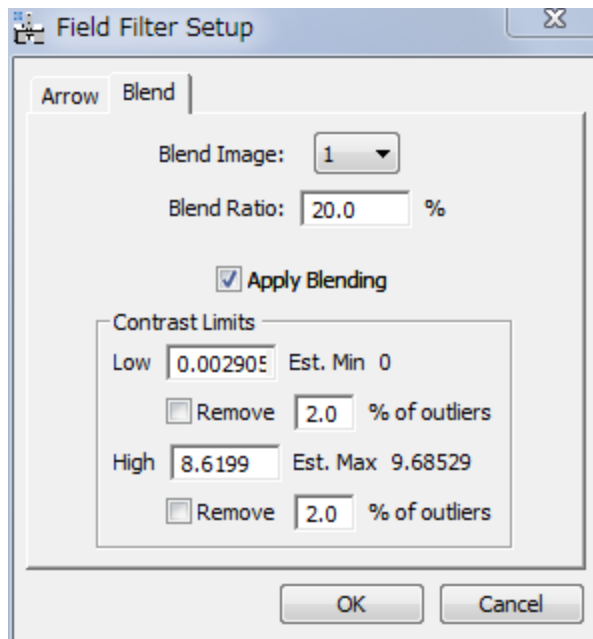 Field Filter Setup
Arrow Blend
Blend Image: 1
Blend Ratio: 20.0 %
Apply Blending
Contrast Limits
Low 0.002905 Est. Min 0
Remove 2.0 % of outliers
High 8.6199 Est. Max 9.68529
Remove 2.0 % of outliers
OK Cancel